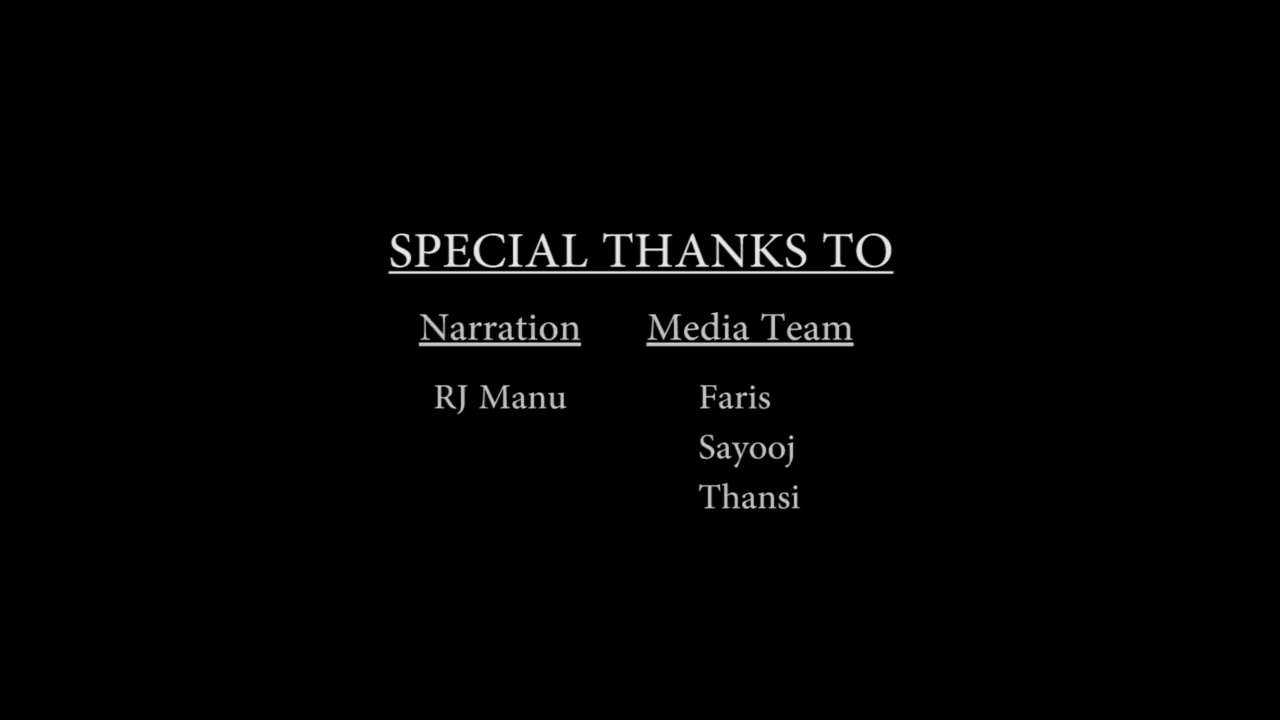 SPECIAL THANKS TO
Narration
RJ Manu
Media Team
Faris
Sayooj
Thansi